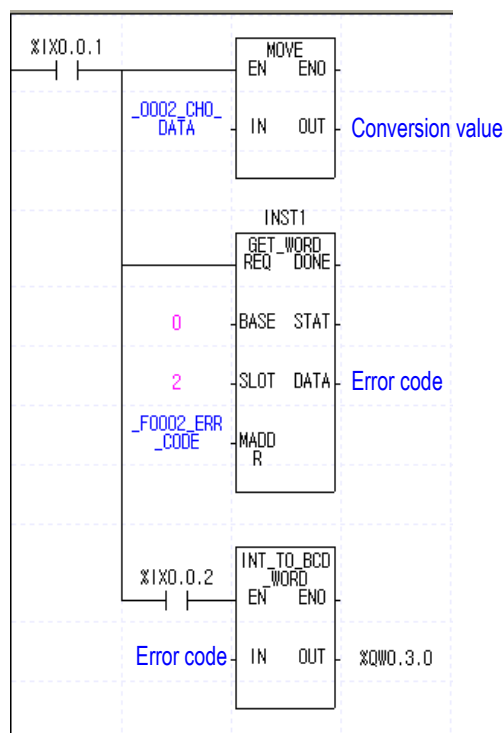 %IX0.0.1
MOVE
EN ENO
_0002_CH0_
DATA
IN OUT
Conversion value
INST1
GET_WORD
REQ DONE
0
BASE STAT
2
SLOT DATA
Error code
_F0002_ERR
_CODE
MADD
R
%IX0.0.2
INT_TO_BCD
_WORD
EN ENO
Error code
IN OUT
%QW0.3.0